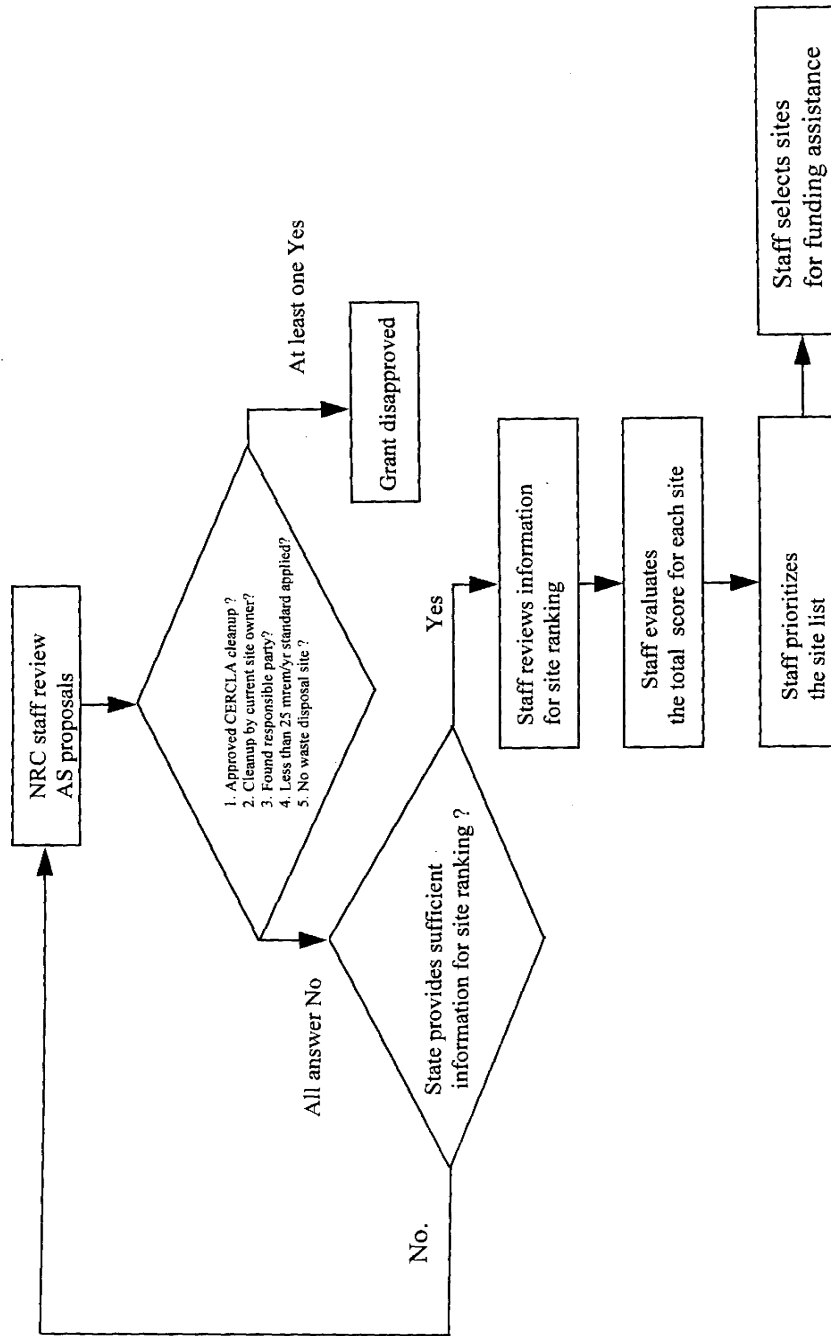 NRC staff review
AS proposals
1. Approved CERCLA cleanup ?
2. Cleanup by current site owner?
3. Found responsible party?
4. Less than 25 mrem/yr standard applied?
5. No waste disposal site ?
At least one Yes
Grant disapproved
All answer No
State provides sufficient
information for site ranking ?
No.
Yes
Staff reviews information
for site ranking
Staff evaluates
the total score for each site
Staff prioritizes
the site list
Staff selects sites
for funding assistance